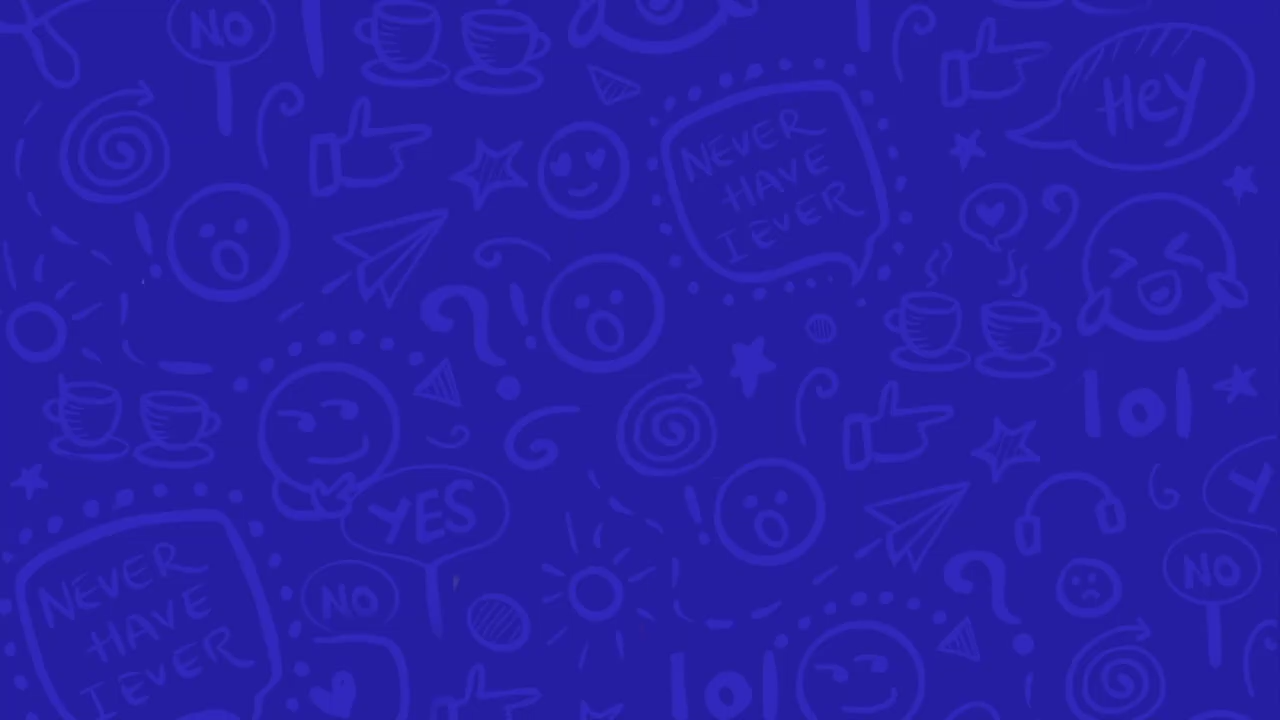 NO
Hey
NEVER
HAVE
I EVER
lol
YES
NO
NEVER
HAVE
I EVER
Y
NO
lol